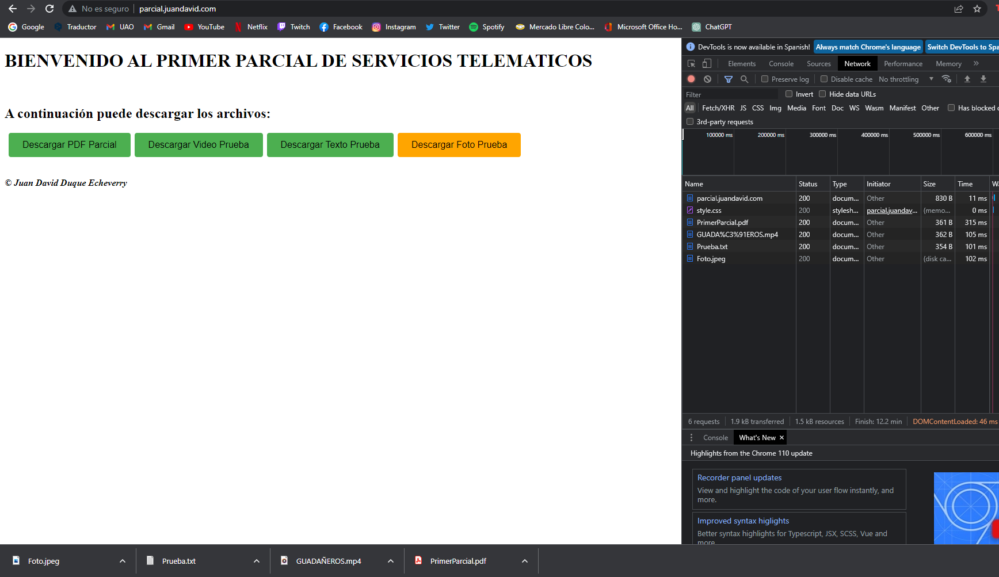 No es seguro parcial.juandavid.com
Google Traductor UAO Gmail YouTube Netflix Twitch Facebook Instagram Twitter Spotify Mercado Libre Colo... Microsoft Office Ho... ChatGPT
BIENVENIDO AL PRIMER PARCIAL DE SERVICIOS TELEMATICOS
A continuación puede descargar los archivos:
Descargar PDF Parcial Descargar Video Prueba Descargar Texto Prueba Descargar Foto Prueba
© Juan David Duque Echeverry
DevTools is now available in Spanish! Always match Chrome's language Switch DevTools to Spa
Elements Console Sources Network Performance Memory »
Preserve log Disable cache No throttling
Filter Invert Hide data URLs
All Fetch/XHR JS CSS Img Media Font Doc WS Wasm Manifest Other Has blocked c
3rd-party requests
100000 ms 200000 ms 300000 ms 400000 ms 500000 ms 600000 ms
Name Status Type Initiator Size Time Wa
parcial.juandavid.com 200 docum... Other 830 B 11 ms
style.css 200 stylesh... parcial.juandav... (memo... 0 ms
PrimerParcial.pdf 200 docum... Other 361 B 315 ms
GUADA%C3%91EROS.mp4 200 docum... Other 362 B 105 ms
Prueba.txt 200 docum... Other 354 B 101 ms
Foto.jpeg 200 docum... Other (disk ca... 102 ms
6 requests 1.9 kB transferred 1.5 kB resources Finish: 12.2 min DOMContentLoaded: 46 ms
Console What's New ×
Highlights from the Chrome 110 update
Recorder panel updates
View and highlight the code of your user flow instantly, and
more.
Improved syntax higlights
Better syntax highlights for Typescript, JSX, SCSS, Vue and
more
Foto.jpeg Prueba.txt GUADAÑEROS.mp4 PrimerParcial.pdf